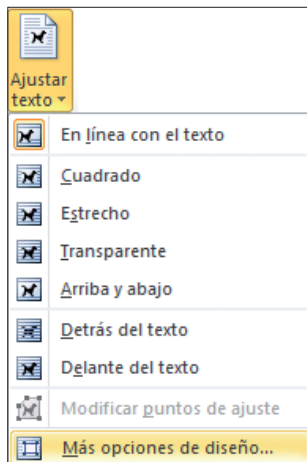 Ajustar
texto
En línea con el texto
Cuadrado
Estrecho
Transparente
Arriba y abajo
Detrás del texto
Delante del texto
Modificar puntos de ajuste
Más opciones de diseño...